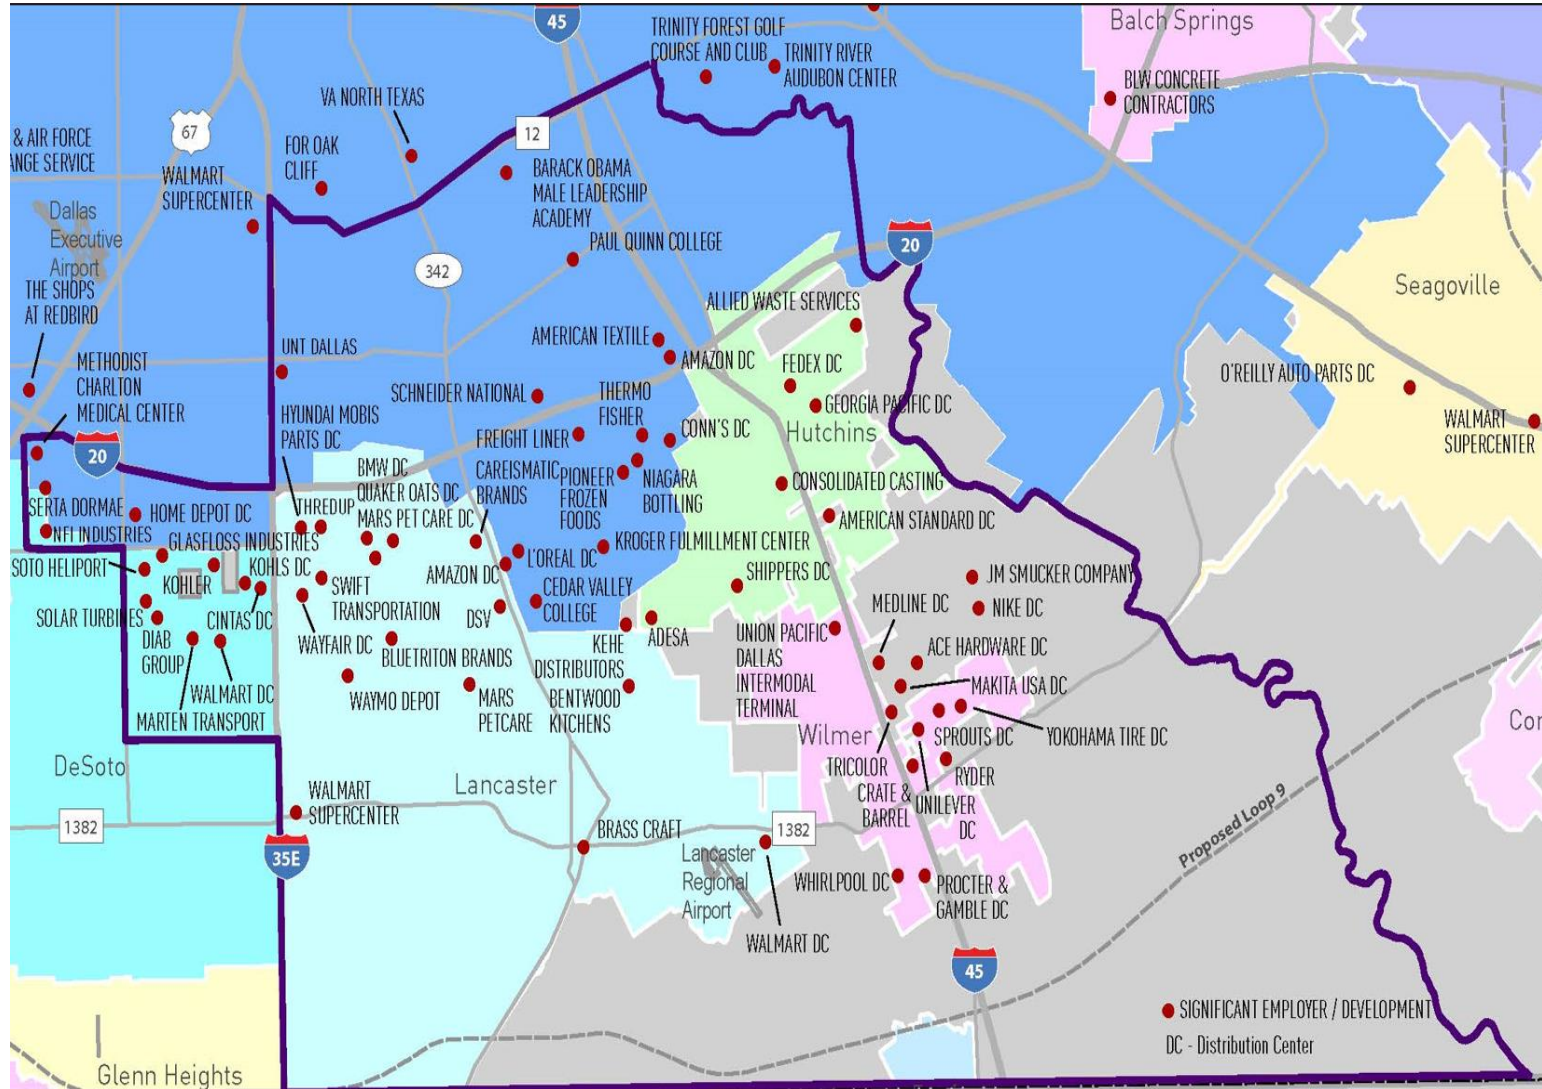 45
TRINITY FOREST GOLF
COURSE AND CLUB
TRINITY RIVER
AUDUBON CENTER
Balch Springs
BLW CONCRETE
CONTRACTORS
VA NORTH TEXAS
67
12
& AIR FORCE
ANGE SERVICE
FOR OAK
CLIFF
WALMART
SUPERCENTER
BARACK OBAMA
MALE LEADERSHIP
ACADEMY
Dallas
Executive
Airport
PAUL QUINN COLLEGE
20
342
THE SHOPS
AT REDBIRD
Seagoville
ALLIED WASTE SERVICES
UNT DALLAS
AMERICAN TEXTILE
AMAZON DC
FEDEX DC
METHODIST
CHARLTON
MEDICAL CENTER
O'REILLY AUTO PARTS DC
SCHNEIDER NATIONAL
THERMO
FISHER
GEORGIA PACIFIC DC
HYUNDAI MOBIS
PARTS DC
FREIGHT LINER
CONN'S DC
Hutchins
WALMART
SUPERCENTER
20
BMW DC
QUAKER OATS DC
MARS PET CARE DC
CAREISMATIC
BRANDS
PIONEER
FROZEN
FOODS
NIAGARA
BOTTLING
CONSOLIDATED CASTING
SERTA DORMAE
HOME DEPOT DC
THREDUP
AMERICAN STANDARD DC
NFI INDUSTRIES
GLASFLOSS INDUSTRIES
L'OREAL DC
KROGER FULMILLMENT CENTER
SOTO HELIPORT
KOHLER
KOHLS DC
SWIFT
TRANSPORTATION
AMAZON DC
CEDAR VALLEY
COLLEGE
SHIPPERS DC
JM SMUCKER COMPANY
SOLAR TURBINES
CINTAS DC
DSV
MEDLINE DC
NIKE DC
DIAB
GROUP
WAYFAIR DC
BLUETRITON BRANDS
KEHE
DISTRIBUTORS
ADESA
UNION PACIFIC
DALLAS
INTERMODAL
TERMINAL
ACE HARDWARE DC
WALMART DC
WAYMO DEPOT
MARS
PETCARE
BENTWOOD
KITCHENS
MAKITA USA DC
MARTEN TRANSPORT
Wilmer
SPROUTS DC
YOKOHAMA TIRE DC
DeSoto
Lancaster
TRICOLOR
RYDER
CRATE &
BARREL
UNILEVER
DC
Cor
WALMART
SUPERCENTER
1382
1382
35E
BRASS CRAFT
Lancaster
Regional
Airport
Proposed Loop 9
WHIRLPOOL DC
PROCTER &
GAMBLE DC
WALMART DC
45
SIGNIFICANT EMPLOYER / DEVELOPMENT
DC - Distribution Center
Glenn Heights